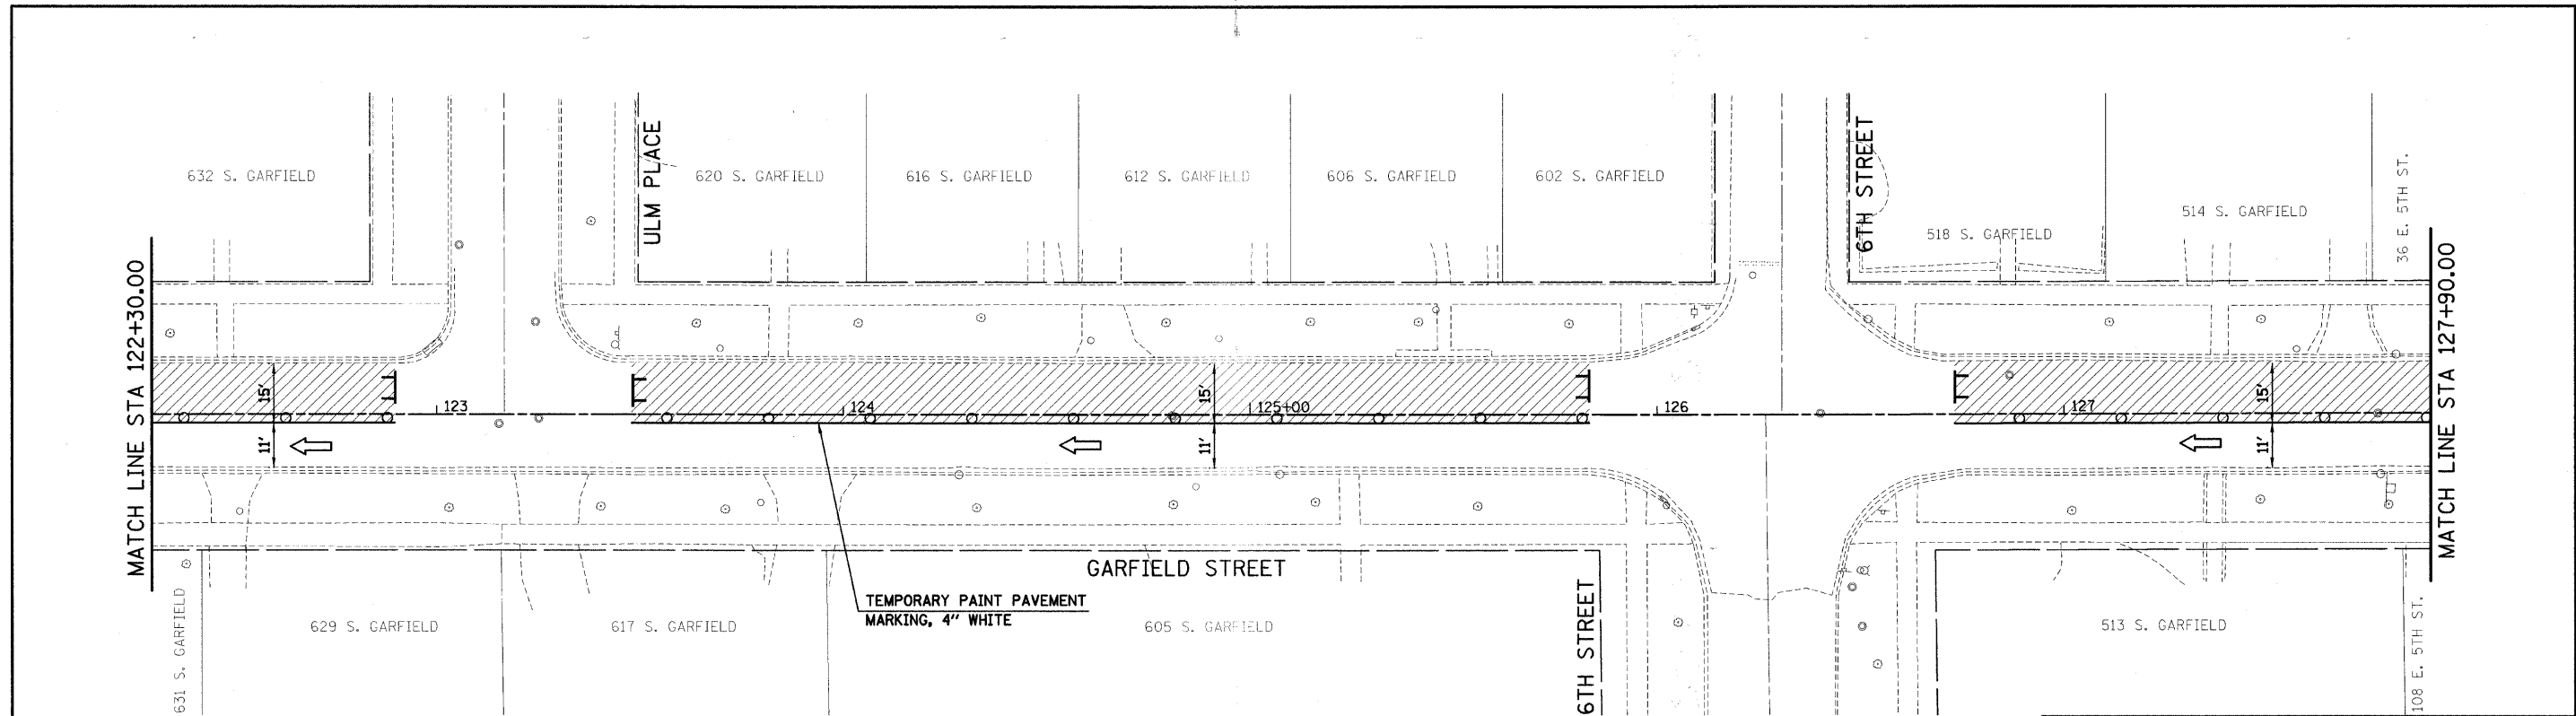 MATCH LINE STA 122+30.00
632 S. GARFIELD
ULM PLACE
620 S. GARFIELD
616 S. GARFIELD
612 S. GARFIELD
606 S. GARFIELD
602 S. GARFIELD
6TH STREET
518 S. GARFIELD
514 S. GARFIELD
36 E. 5TH ST.
MATCH LINE STA 127+90.00
15'
123
124
15'
125+00
126
127
15'
11'
11'
11'
GARFIELD STREET
TEMPORARY PAINT PAVEMENT
MARKING, 4" WHITE
631 S. GARFIELD
629 S. GARFIELD
617 S. GARFIELD
605 S. GARFIELD
6TH STREET
513 S. GARFIELD
108 E. 5TH ST.